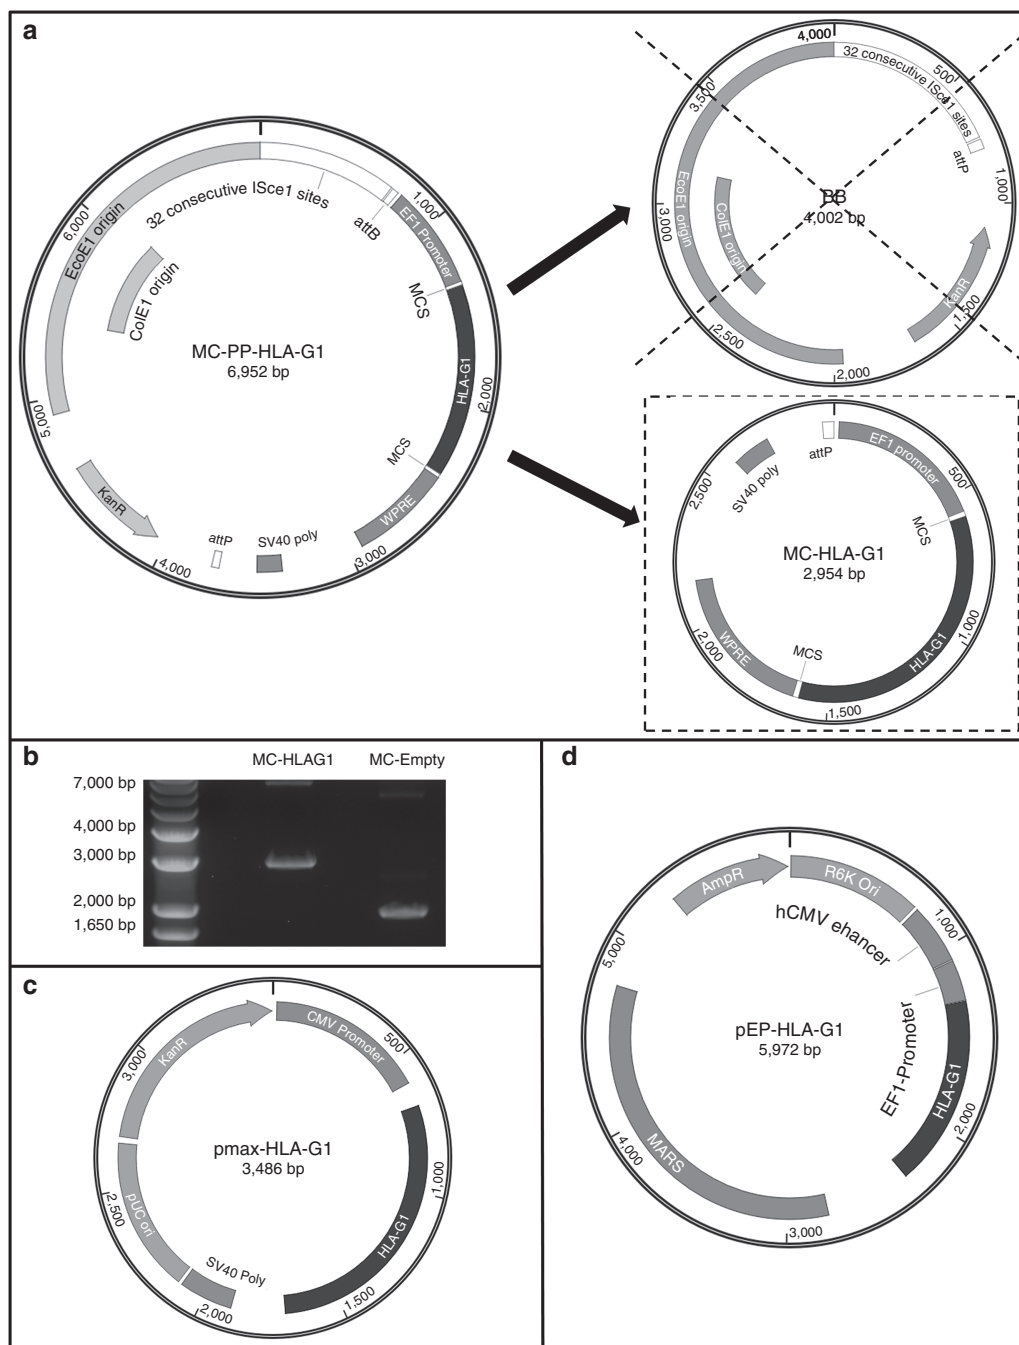 a
32 consecutive ISce1 sites
attB
1,000
EF1 Promoter
MCS
HLA-G1
2,000
MCS
WPRE
3,000
SV40 poly
attP
4,000
KanR
5,000
ColE1 origin
EcoE1 origin
6,000
MC-PP-HLA-G1
6,952 bp
4,000
32 consecutive ISce1 sites
500
attP
1,000
KanR
1,500
2,000
2,500
ColE1 origin
EcoE1 origin
3,000
3,500
BB
4,002 bp
attP
EF1 promoter
500
MCS
HLA-G1
1,000
1,500
MCS
WPRE
2,000
2,500
SV40 poly
MC-HLA-G1
2,954 bp
b
MC-HLAG1 MC-Empty
7,000 bp
4,000 bp
3,000 bp
2,000 bp
1,650 bp
c
CMV Promoter
500
HLA-G1
1,000
1,500
SV40 Poly
2,000
pUC ori
2,500
KanR
3,000
pmax-HLA-G1
3,486 bp
d
AmpR
R6K Ori
hCMV ehancer
1,000
EF1-Promoter
HLA-G1
2,000
3,000
MARS
4,000
5,000
pEP-HLA-G1
5,972 bp